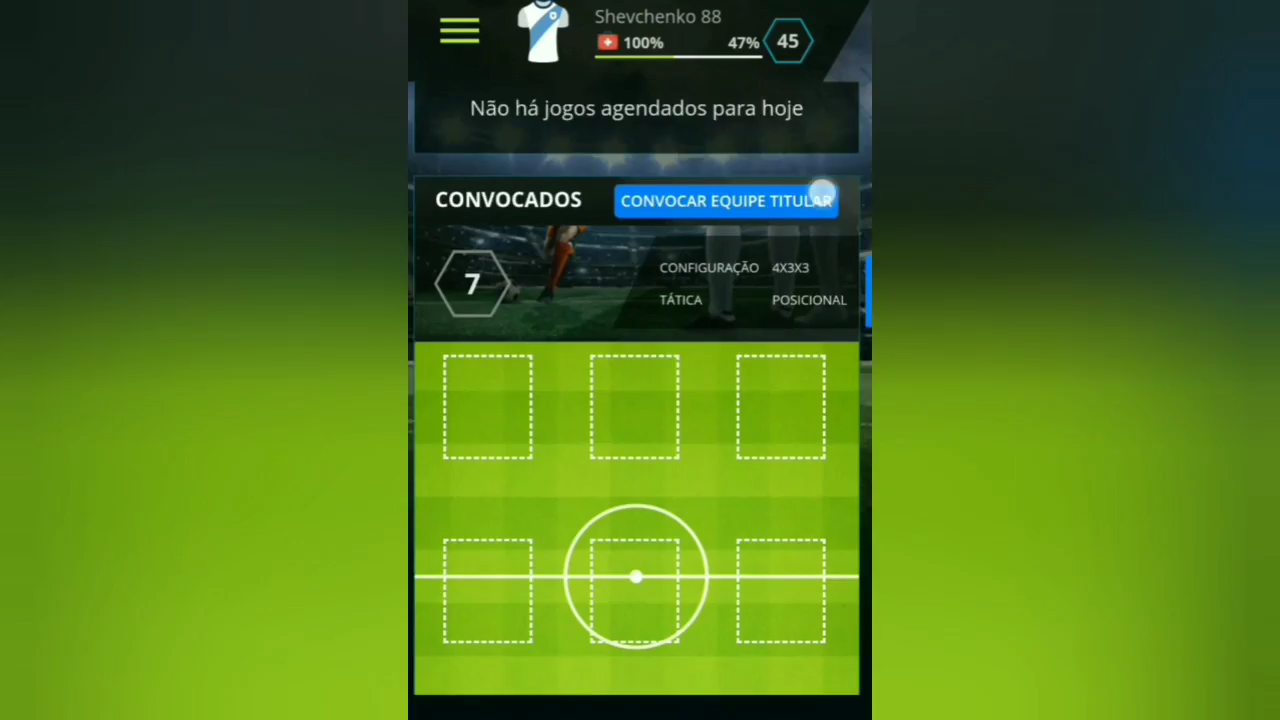 Shevchenko 88
100% 47% 45
Não há jogos agendados para hoje
CONVOCADOS CONVOCAR EQUIPE TITULAR
7
CONFIGURAÇÃO 4X3X3
TÁTICA POSICIONAL